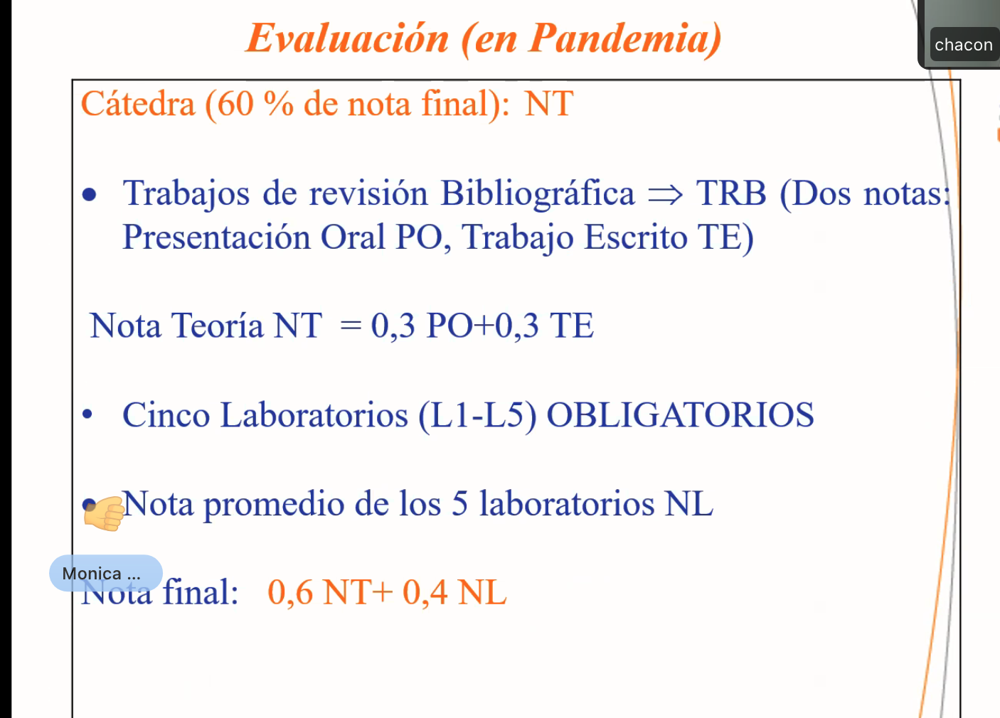 Evaluación (en Pandemia)
chacon
Cátedra (60 % de nota final): NT
• Trabajos de revisión Bibliográfica ⇒ TRB (Dos notas:
Presentación Oral PO, Trabajo Escrito TE)
Nota Teoría NT = 0,3 PO+0,3 TE
• Cinco Laboratorios (L1-L5) OBLIGATORIOS
• Nota promedio de los 5 laboratorios NL
Monica ...
Nota final: 0,6 NT+ 0,4 NL